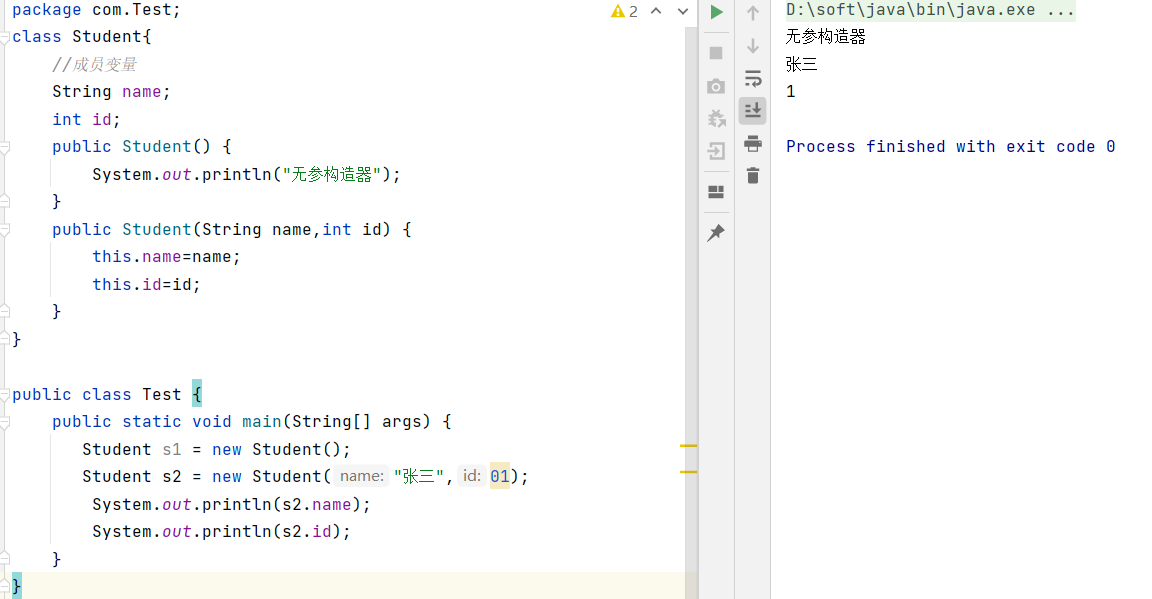 package com.Test;
2
class Student{
//成员变量
String name;
int id;
public Student() {
System.out.println("无参构造器");
}
public Student(String name,int id) {
this.name=name;
this.id=id;
}
}
public class Test {
public static void main(String[] args) {
Student s1 = new Student();
Student s2 = new Student( name: "张三", id: 01);
System.out.println(s2.name);
System.out.println(s2.id);
}
}
D:\soft\java\bin\java.exe ...
无参构造器
张三
1
Process finished with exit code 0